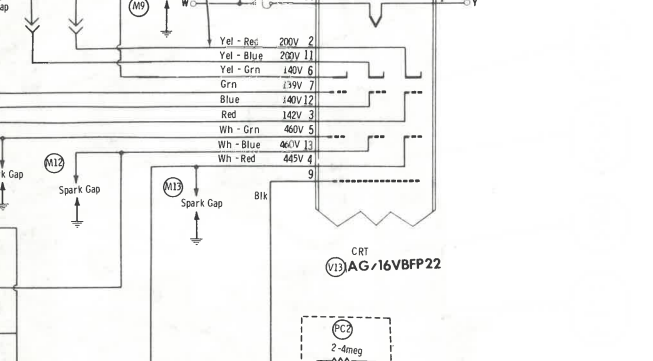 ap
M9
W
Y
Yel - Red 200V 2
Yel - Blue 200V 11
Yel - Grn 140V 6
Grn 139V 7
Blue 140V 12
Red 142V 3
Wh - Grn 460V 5
Wh - Blue 460V 13
Wh - Red 445V 4
9
Blk
M12
M13
k Gap
Spark Gap
Spark Gap
CRT
V13 AG/16VBFP22
PC2
2-4meg